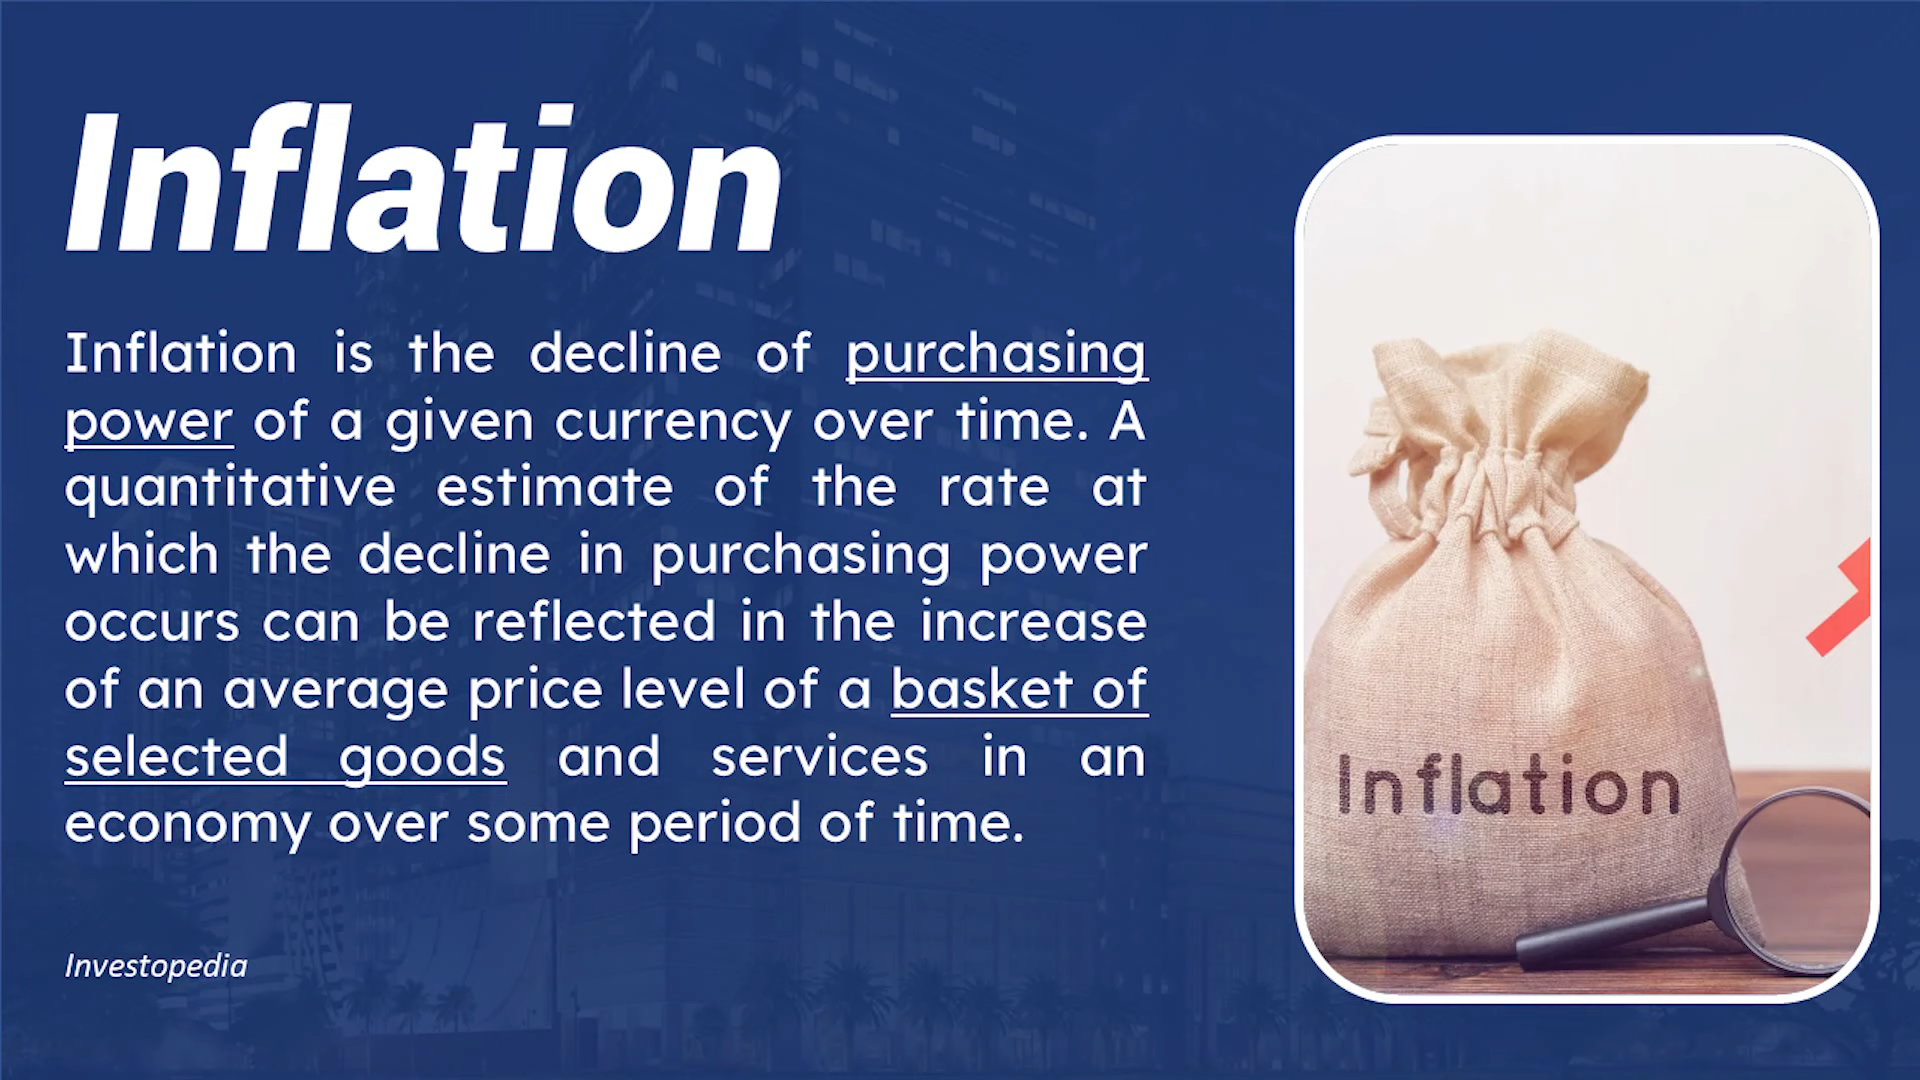 Inflation
Inflation is the decline of purchasing
power of a given currency over time. A
quantitative estimate of the rate at
which the decline in purchasing power
occurs can be reflected in the increase
of an average price level of a basket of
selected goods and services in an
economy over some period of time.
Investopedia
Inflation